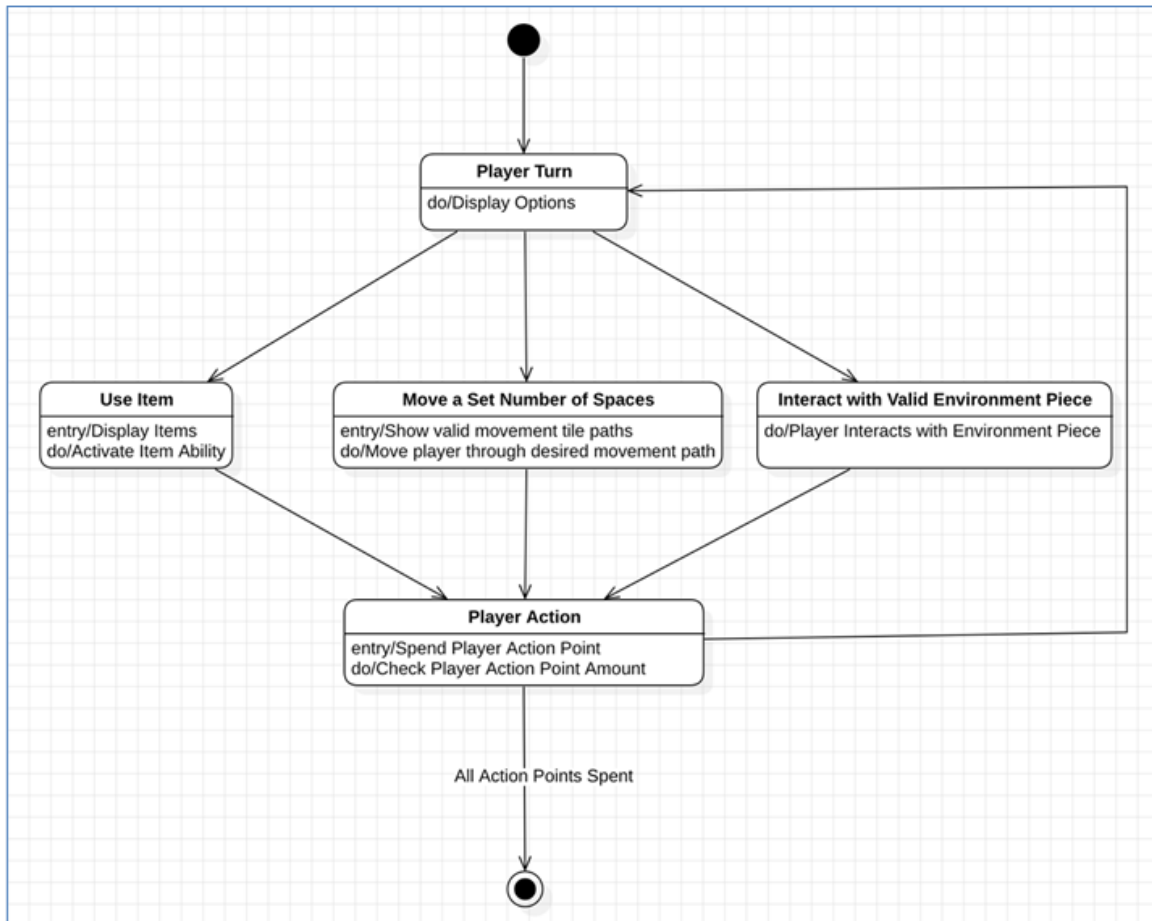 Player Turn
do/Display Options
Use Item
entry/Display Items
do/Activate Item Ability
Move a Set Number of Spaces
entry/Show valid movement tile paths
do/Move player through desired movement path
Interact with Valid Environment Piece
do/Player Interacts with Environment Piece
Player Action
entry/Spend Player Action Point
do/Check Player Action Point Amount
All Action Points Spent